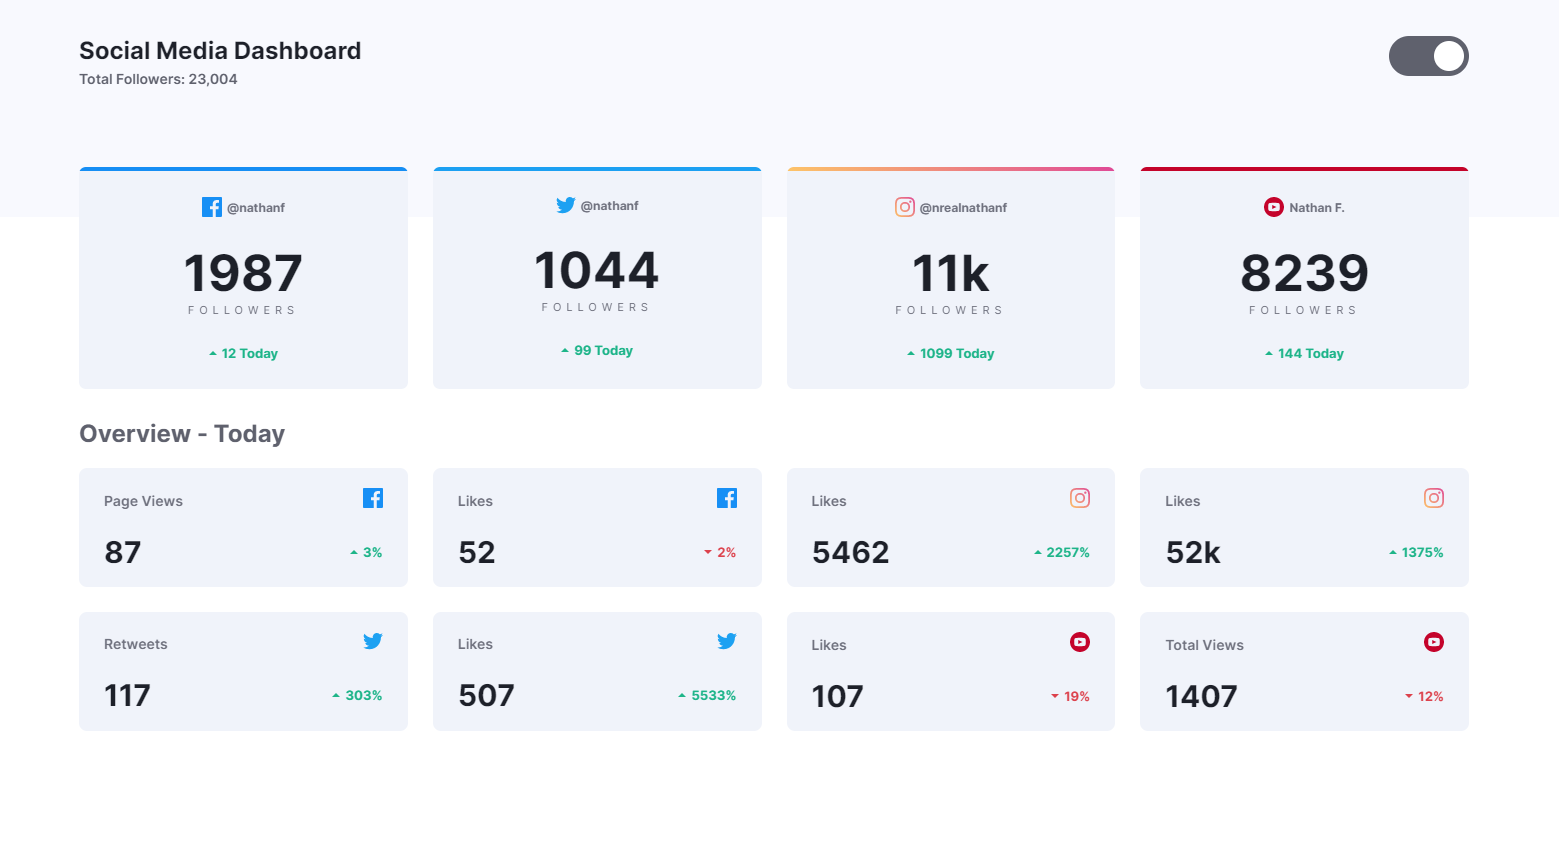 Social Media Dashboard
Total Followers: 23,004
@nathanf
1987
FOLLOWERS
12 Today
@nathanf
1044
FOLLOWERS
99 Today
@nrealnathanf
11k
FOLLOWERS
1099 Today
Nathan F.
8239
FOLLOWERS
144 Today
Overview - Today
Page Views
87
3%
Likes
52
2%
Likes
5462
2257%
Likes
52k
1375%
Retweets
117
303%
Likes
507
5533%
Likes
107
19%
Total Views
1407
12%